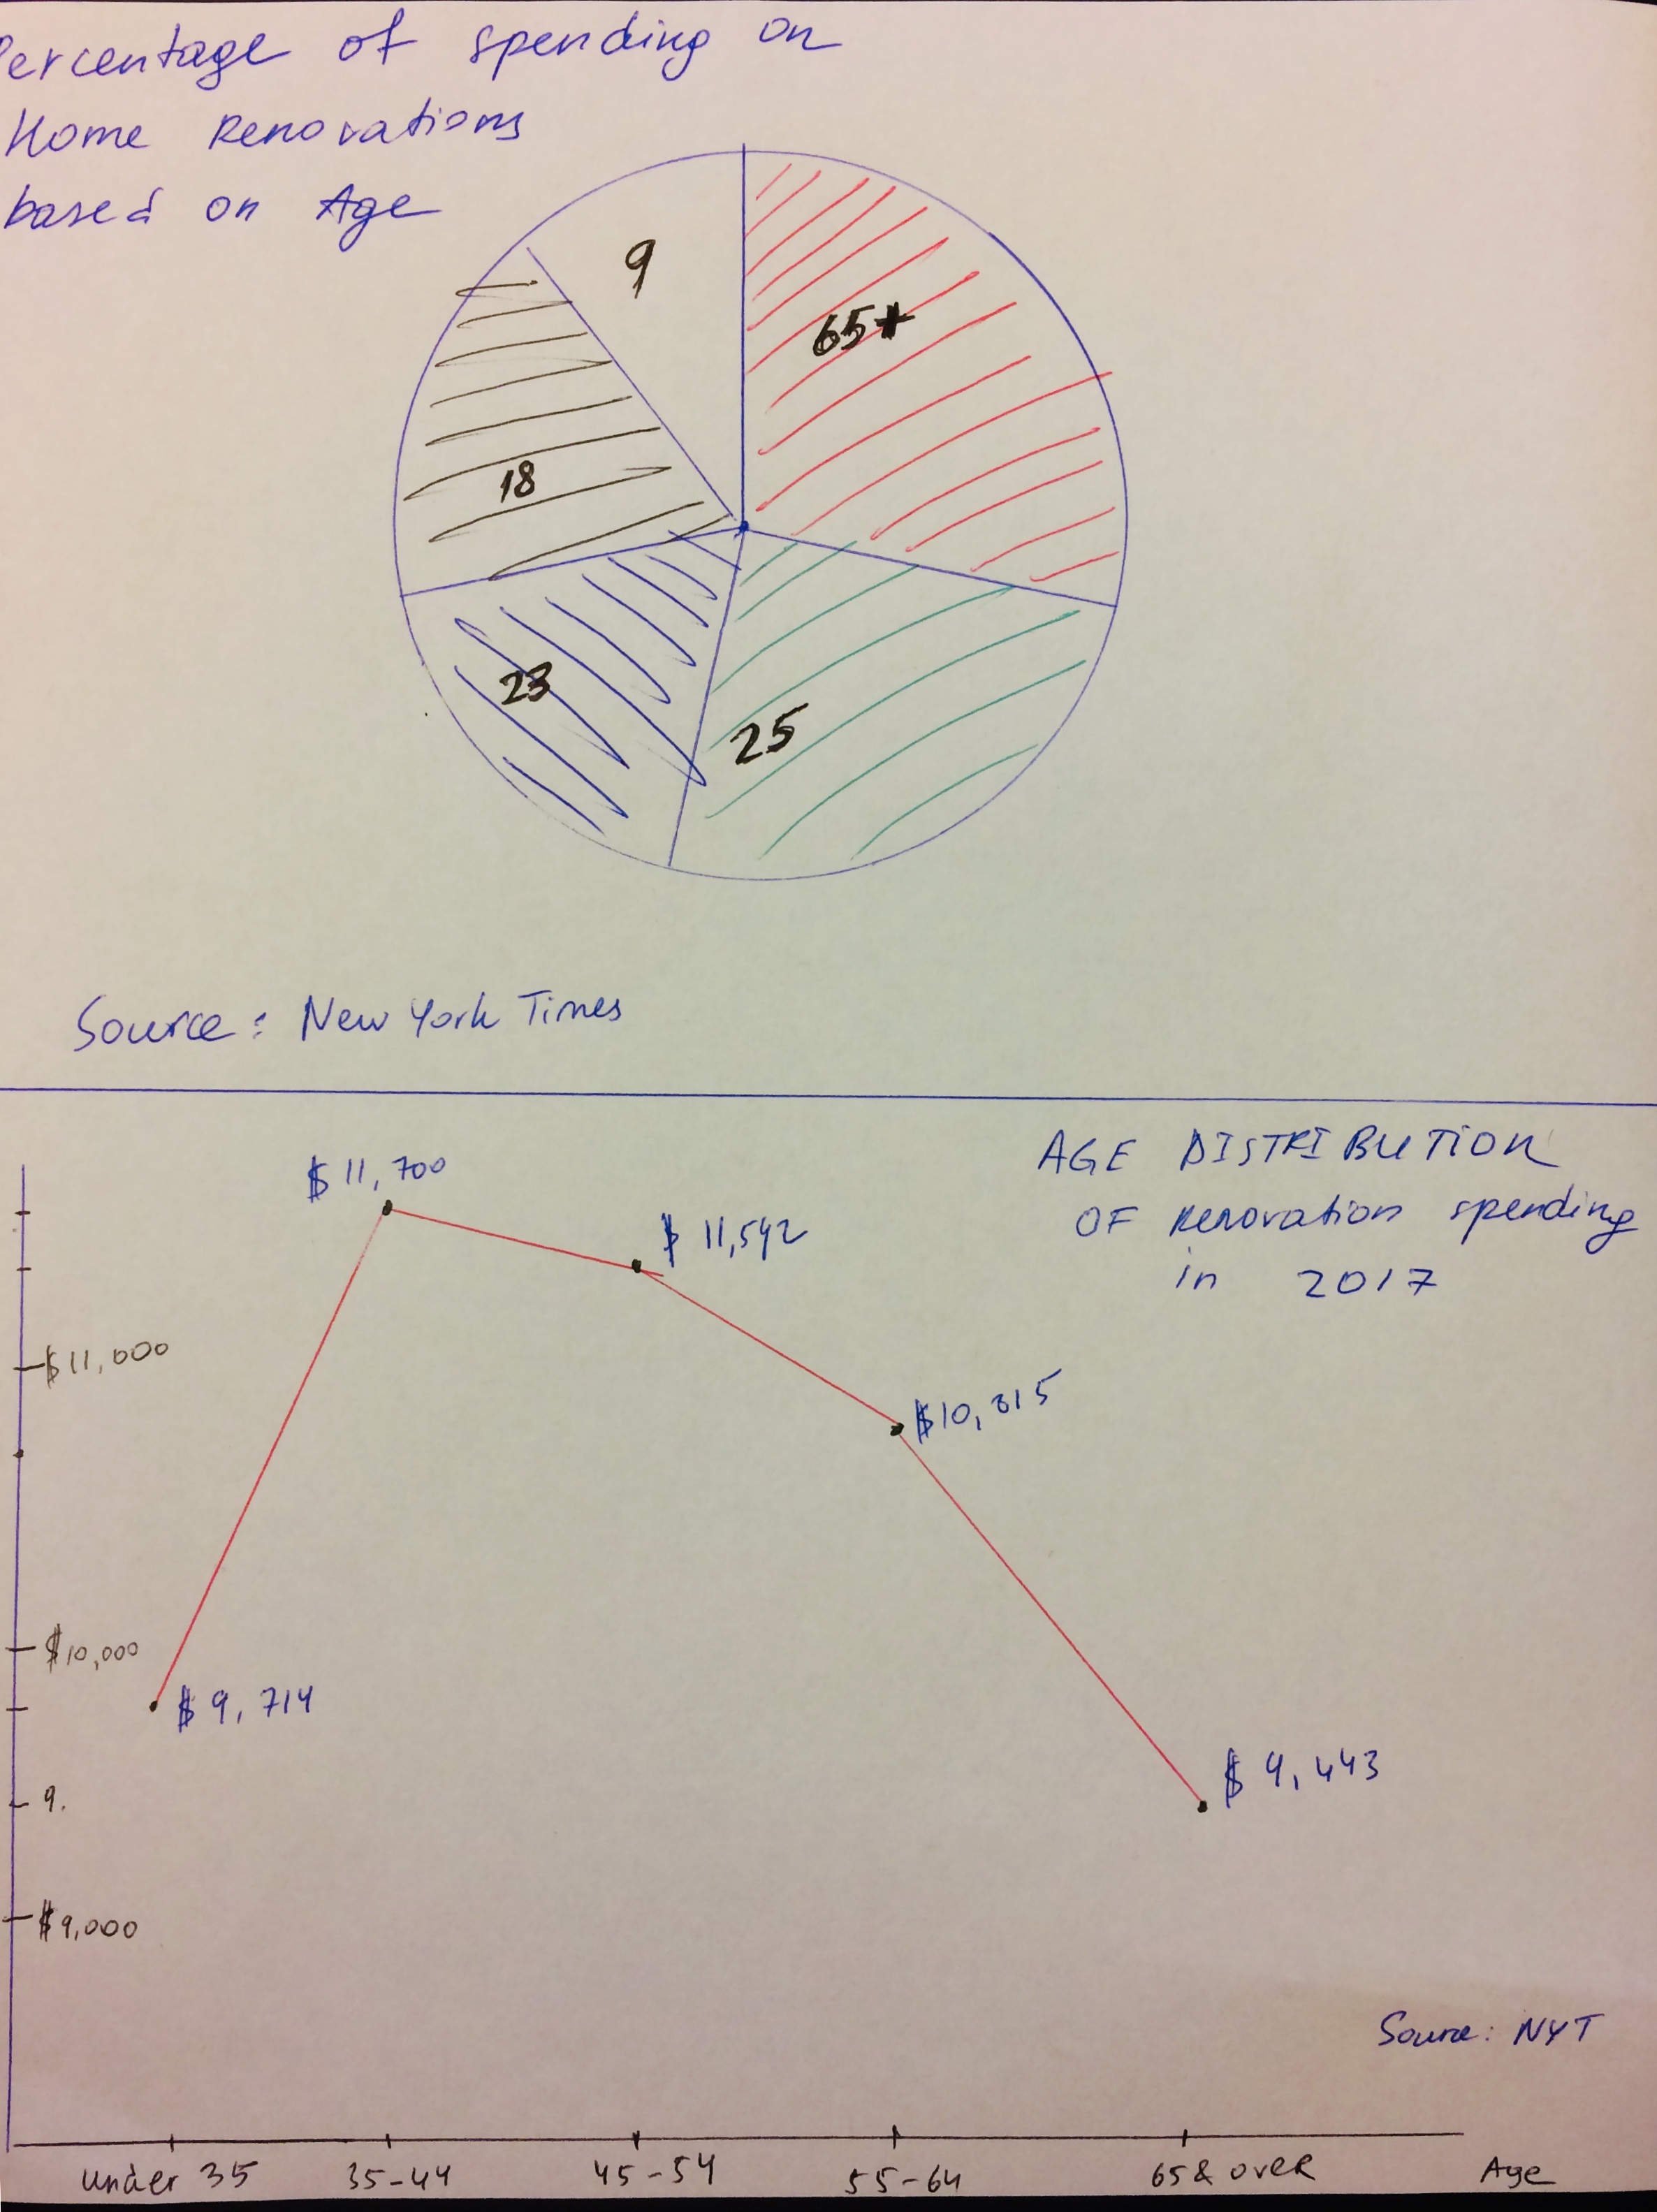 Percentage of spending on
Home Renovations
based on Age
9
65+
18
23
25
Source: New York Times
AGE DISTRIBUTION
OF Renovation spending
in 2017
$11,700
$11,542
$11,000
$10,815
$10,000
$9,714
$9,443
9.
$9,000
Source: NYT
under 35 35-44 45-54 55-64 65 & over Age